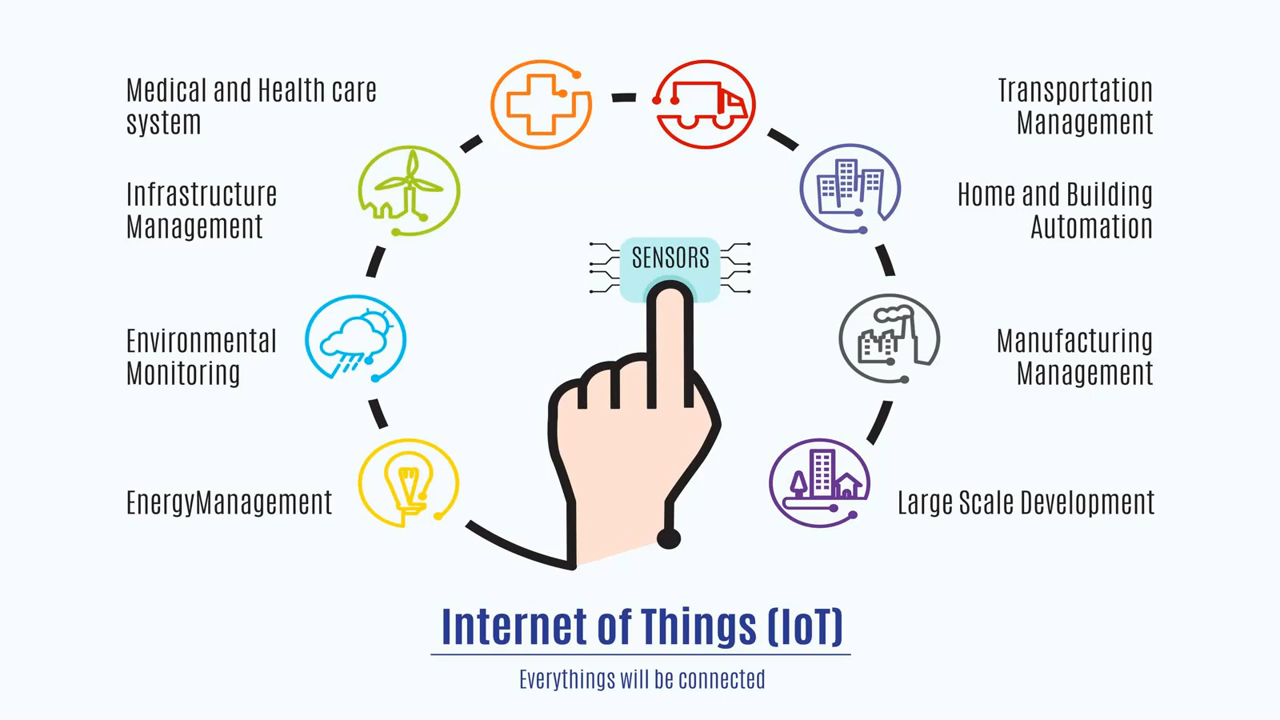 Medical and Health care
system
Infrastructure
Management
Environmental
Monitoring
EnergyManagement
SENSORS
Transportation
Management
Home and Building
Automation
Manufacturing
Management
Large Scale Development
Internet of Things (IoT)
Everythings will be connected